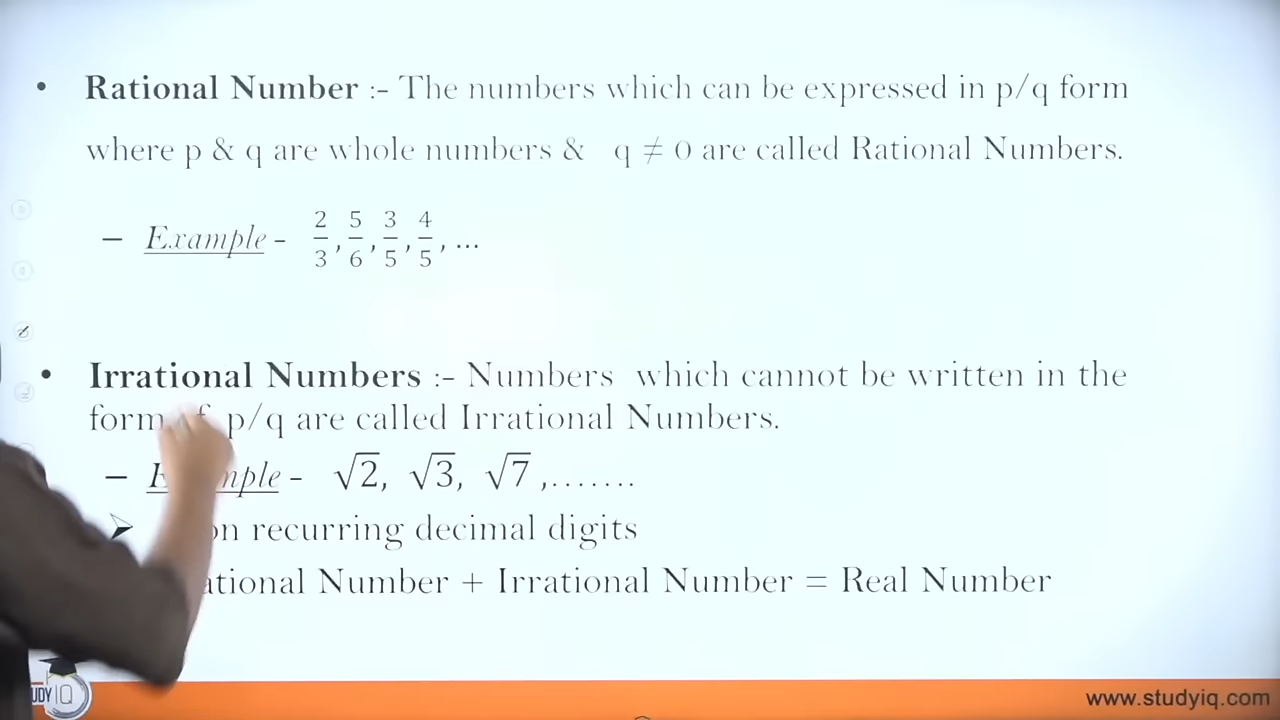 • Rational Number :- The numbers which can be expressed in p/q form
where p & q are whole numbers & q ≠ 0 are called Rational Numbers.
– Example - 2/3, 5/6, 3/5, 4/5, ...
• Irrational Numbers :- Numbers which cannot be written in the
form p/q are called Irrational Numbers.
– Example - √2, √3, √7 ,.......
➤ recurring decimal digits
Number + Irrational Number = Real Number
IQ
www.studyiq.com